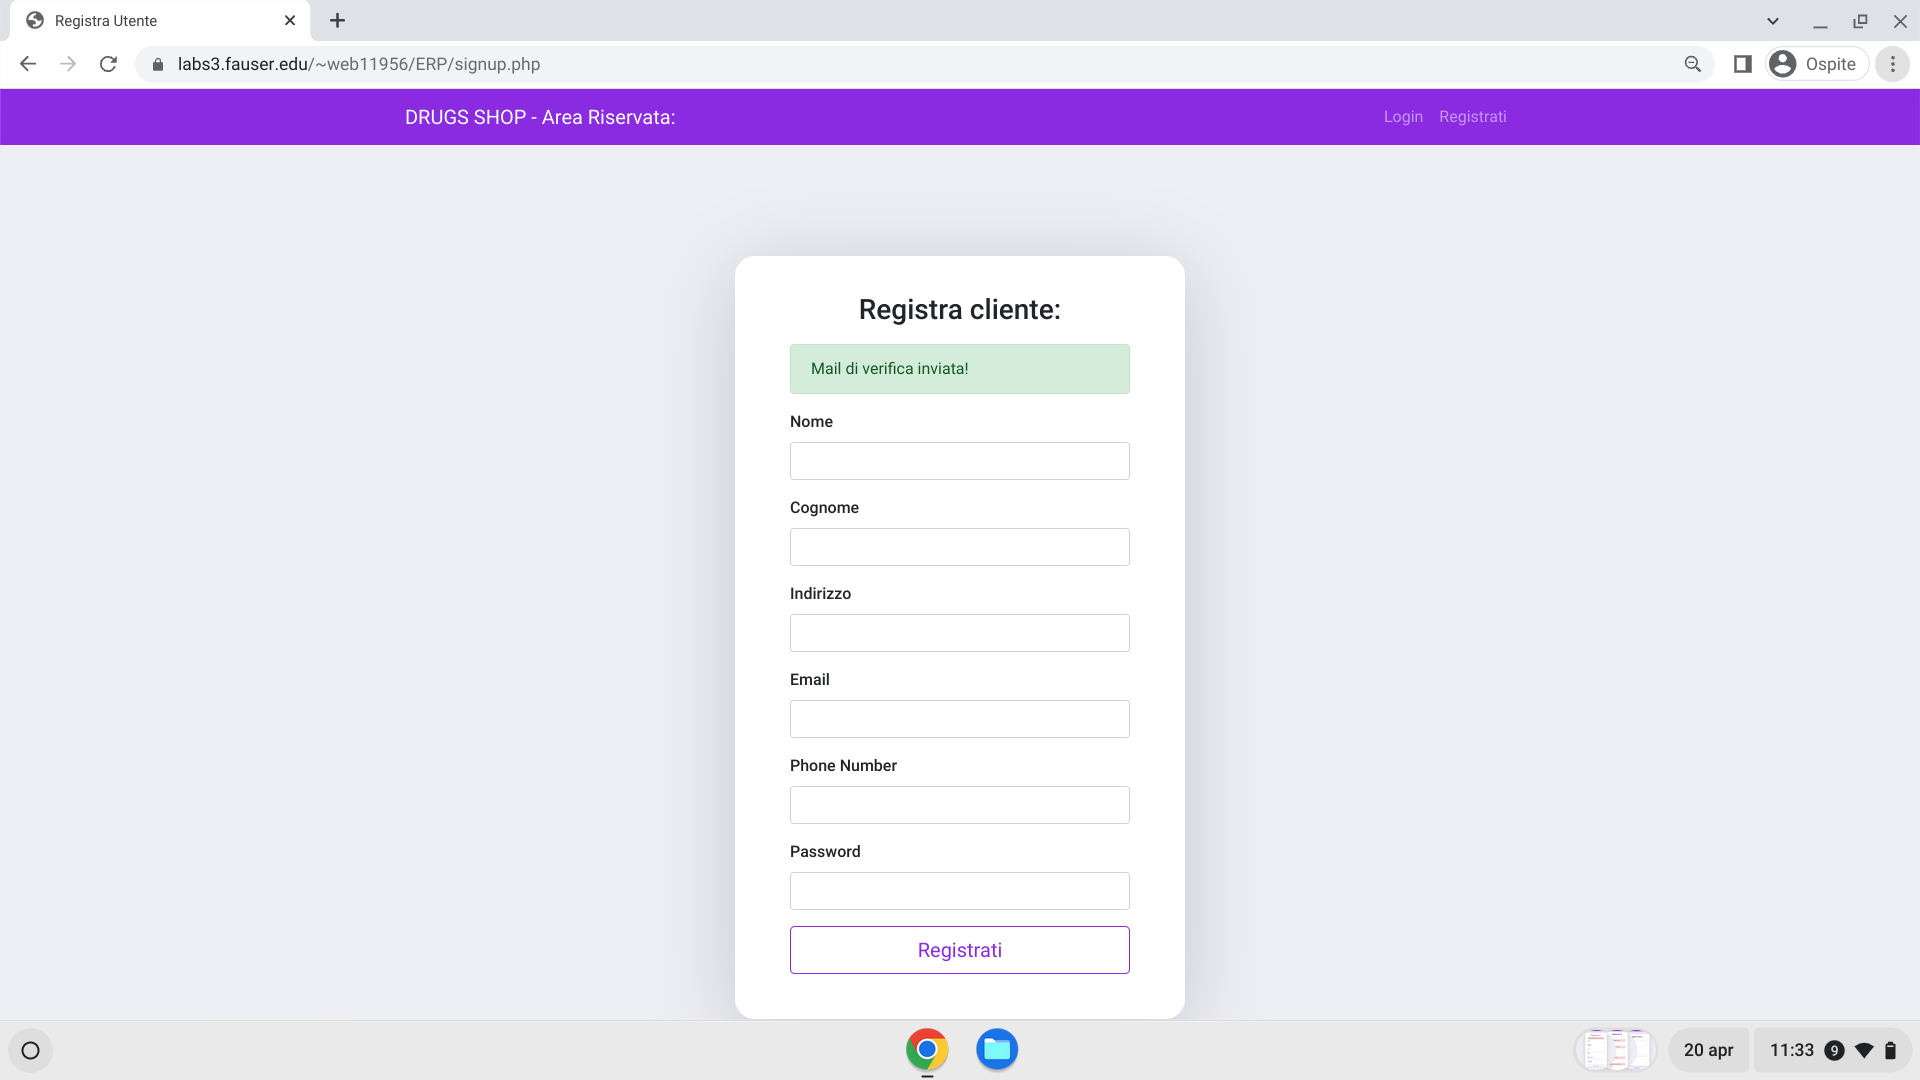 Registra Utente
labs3.fauser.edu/~web11956/ERP/signup.php
Ospite
DRUGS SHOP - Area Riservata:
Login Registrati
Registra cliente:
Mail di verifica inviata!
Nome
Cognome
Indirizzo
Email
Phone Number
Password
Registrati
20 apr
11:33 9